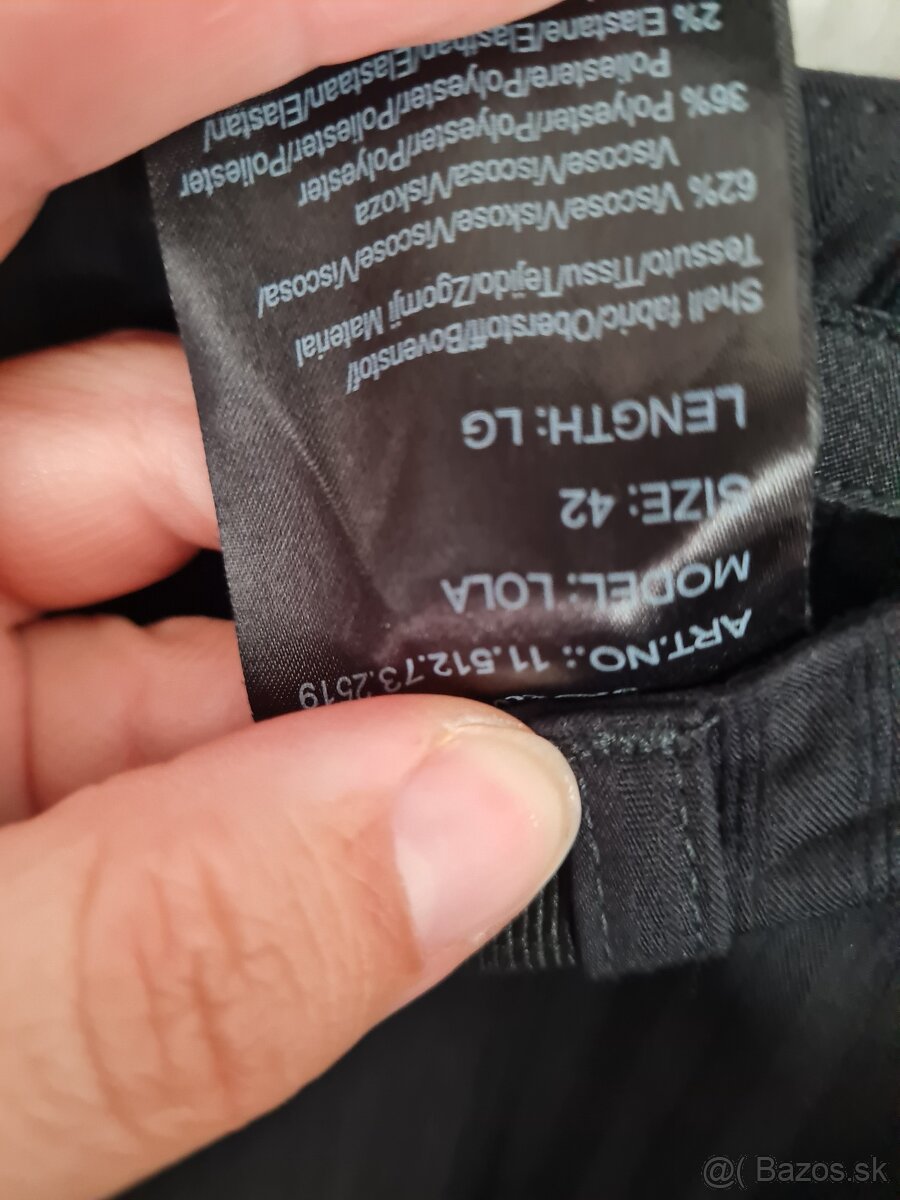 ART.NO.: 11.512.73.2519
MODEL: LOLA
SIZE: 42
LENGTH: LG
Shell fabric/Oberstoff/Bovenstof/
Tessuto/Tissu/Tejido/Zgornji Material
62% Viscose/Viskose/Viscose/Viscosa/
Viscose/Viscosa/Viskoza
36% Polyester/Polyester/Polyester
Poliestere/Polyester/Poliester/Poliester
2% Elastane/Elasthan/Elastaan/Elastan/
@( Bazos.sk